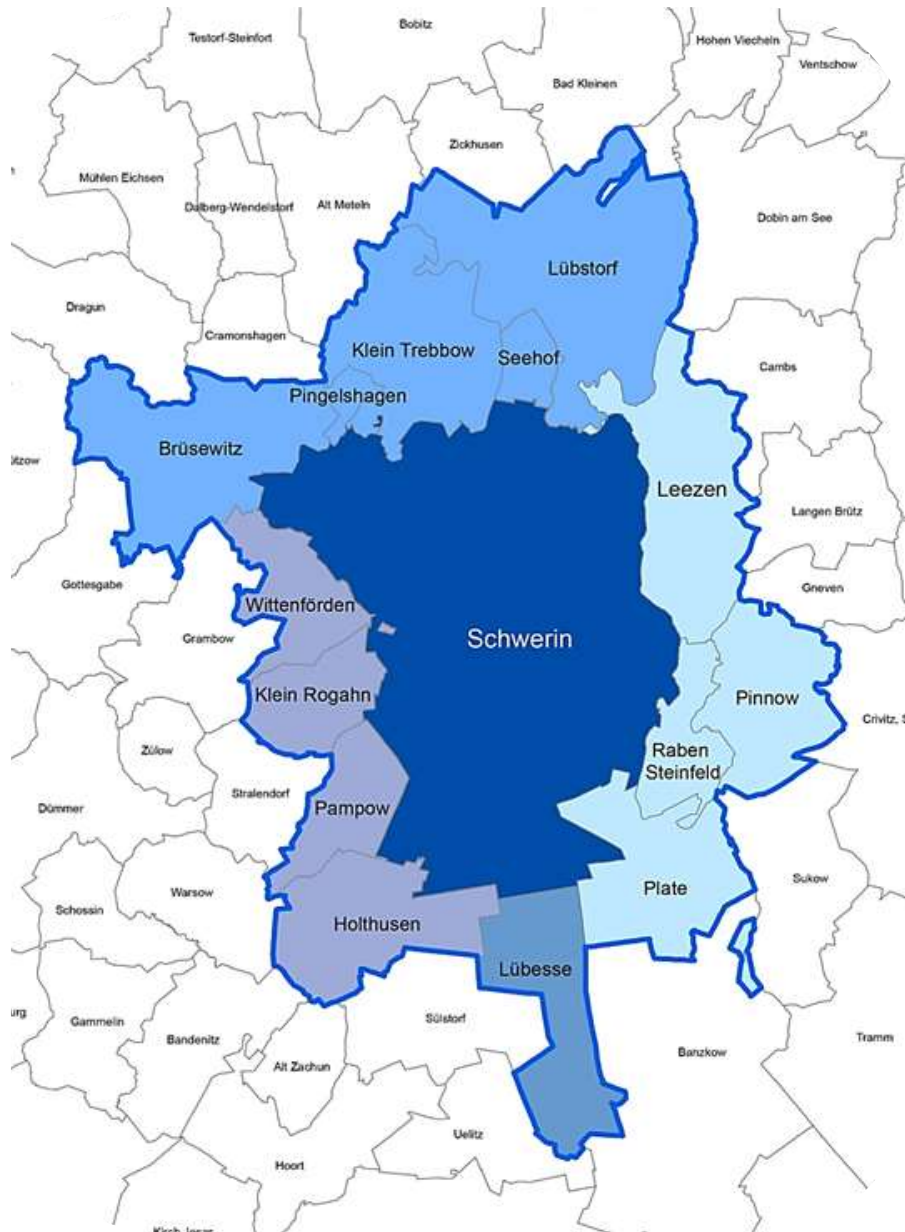 Bobitz
Testorf-Steinfort
Hohen Viecheln
Ventschow
Bad Kleinen
Zickhusen
Mühlen Eichsen
Dalberg-Wendelstorf
Alt Meteln
Dobin am See
Lübstorf
Dragun
Cramonshagen
Klein Trebbow
Seehof
Cambs
Pingelshagen
Brüsewitz
ützow
Leezen
Langen Brütz
Gottesgabe
Gneven
Wittenförden
Grambow
Schwerin
Klein Rogahn
Pinnow
Crivitz, S
Zülow
Raben
Steinfeld
Stralendorf
Dümmer
Pampow
Warsow
Plate
Sukow
Schossin
Holthusen
Lübesse
urg
Gammelin
Sülstorf
Bandenitz
Tramm
Banzkow
Alt Zachun
Uelitz
Hoort